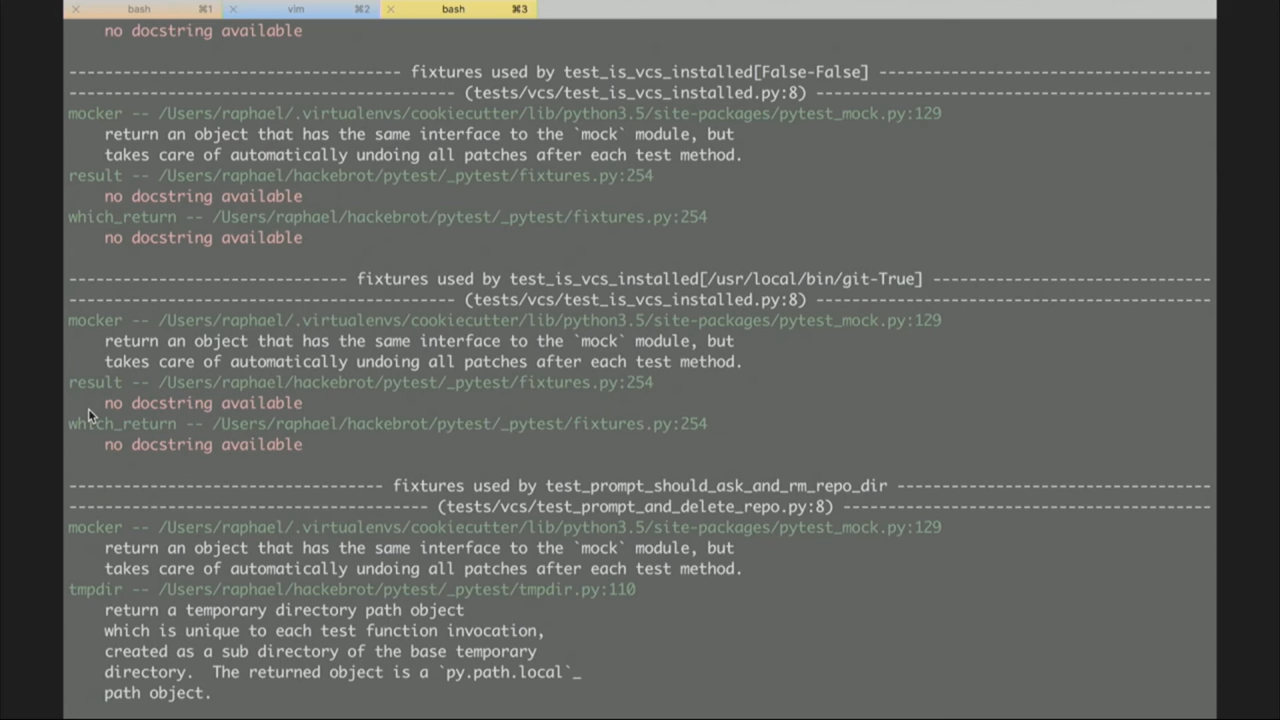 bash ⌘1 vim ⌘2 bash ⌘3
no docstring available
------------------------------------- fixtures used by test_is_vcs_installed[False-False] -------------------------------------
------------------------------------------- (tests/vcs/test_is_vcs_installed.py:8) --------------------------------------------
mocker -- /Users/raphael/.virtualenvs/cookiecutter/lib/python3.5/site-packages/pytest_mock.py:129
    return an object that has the same interface to the `mock` module, but
    takes care of automatically undoing all patches after each test method.
result -- /Users/raphael/hackebrot/pytest/_pytest/fixtures.py:254
    no docstring available
which_return -- /Users/raphael/hackebrot/pytest/_pytest/fixtures.py:254
    no docstring available
------------------------------- fixtures used by test_is_vcs_installed[/usr/local/bin/git-True] -------------------------------
------------------------------------------- (tests/vcs/test_is_vcs_installed.py:8) --------------------------------------------
mocker -- /Users/raphael/.virtualenvs/cookiecutter/lib/python3.5/site-packages/pytest_mock.py:129
    return an object that has the same interface to the `mock` module, but
    takes care of automatically undoing all patches after each test method.
result -- /Users/raphael/hackebrot/pytest/_pytest/fixtures.py:254
    no docstring available
which_return -- /Users/raphael/hackebrot/pytest/_pytest/fixtures.py:254
    no docstring available
----------------------------------- fixtures used by test_prompt_should_ask_and_rm_repo_dir -----------------------------------
---------------------------------------- (tests/vcs/test_prompt_and_delete_repo.py:8) -----------------------------------------
mocker -- /Users/raphael/.virtualenvs/cookiecutter/lib/python3.5/site-packages/pytest_mock.py:129
    return an object that has the same interface to the `mock` module, but
    takes care of automatically undoing all patches after each test method.
tmpdir -- /Users/raphael/hackebrot/pytest/_pytest/tmpdir.py:110
    return a temporary directory path object
    which is unique to each test function invocation,
    created as a sub directory of the base temporary
    directory.  The returned object is a `py.path.local`_
    path object.